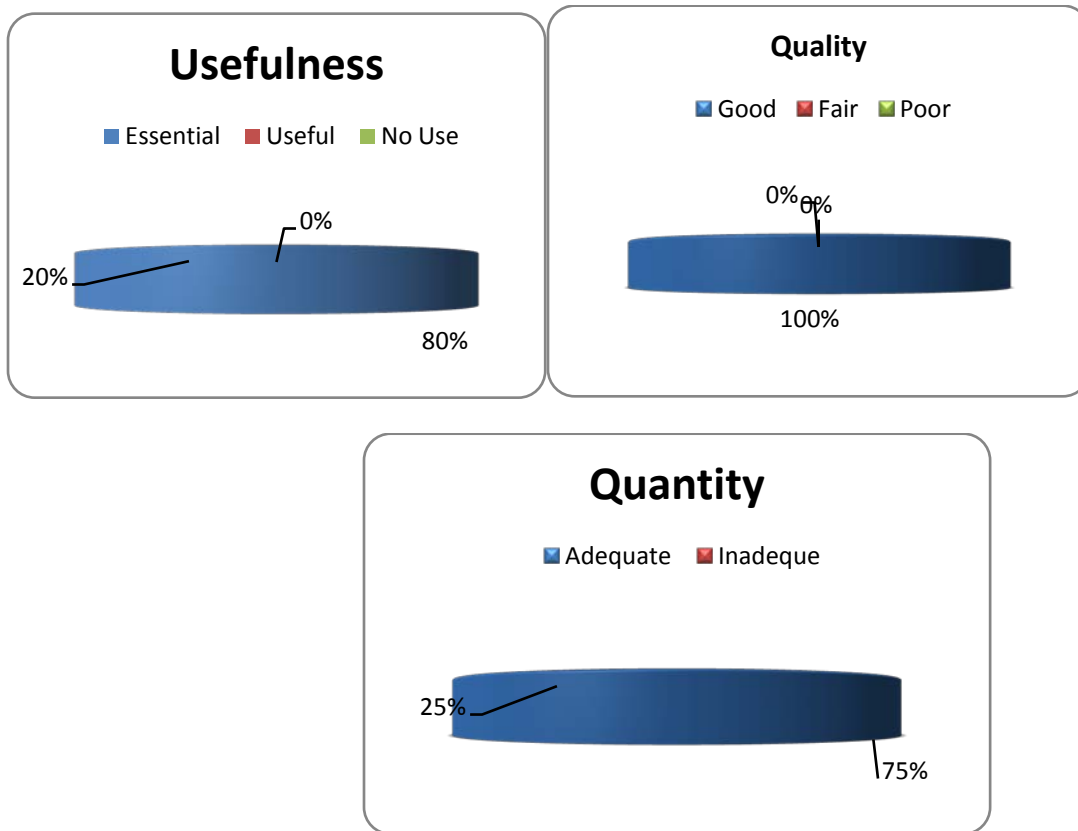 Usefulness
Essential Useful No Use
0%
20%
80%
Quality
Good Fair Poor
0% 0%
100%
Quantity
Adequate Inadeque
25%
75%